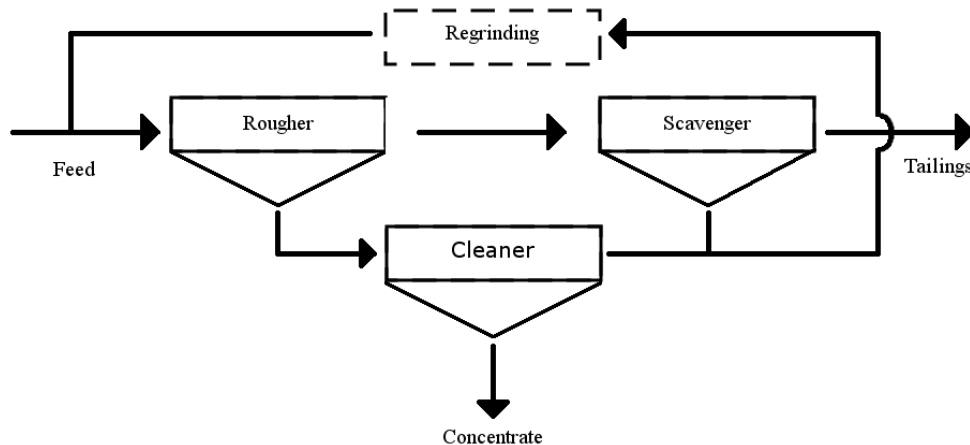 Regrinding
Rougher
Scavenger
Feed
Tailings
Cleaner
Concentrate